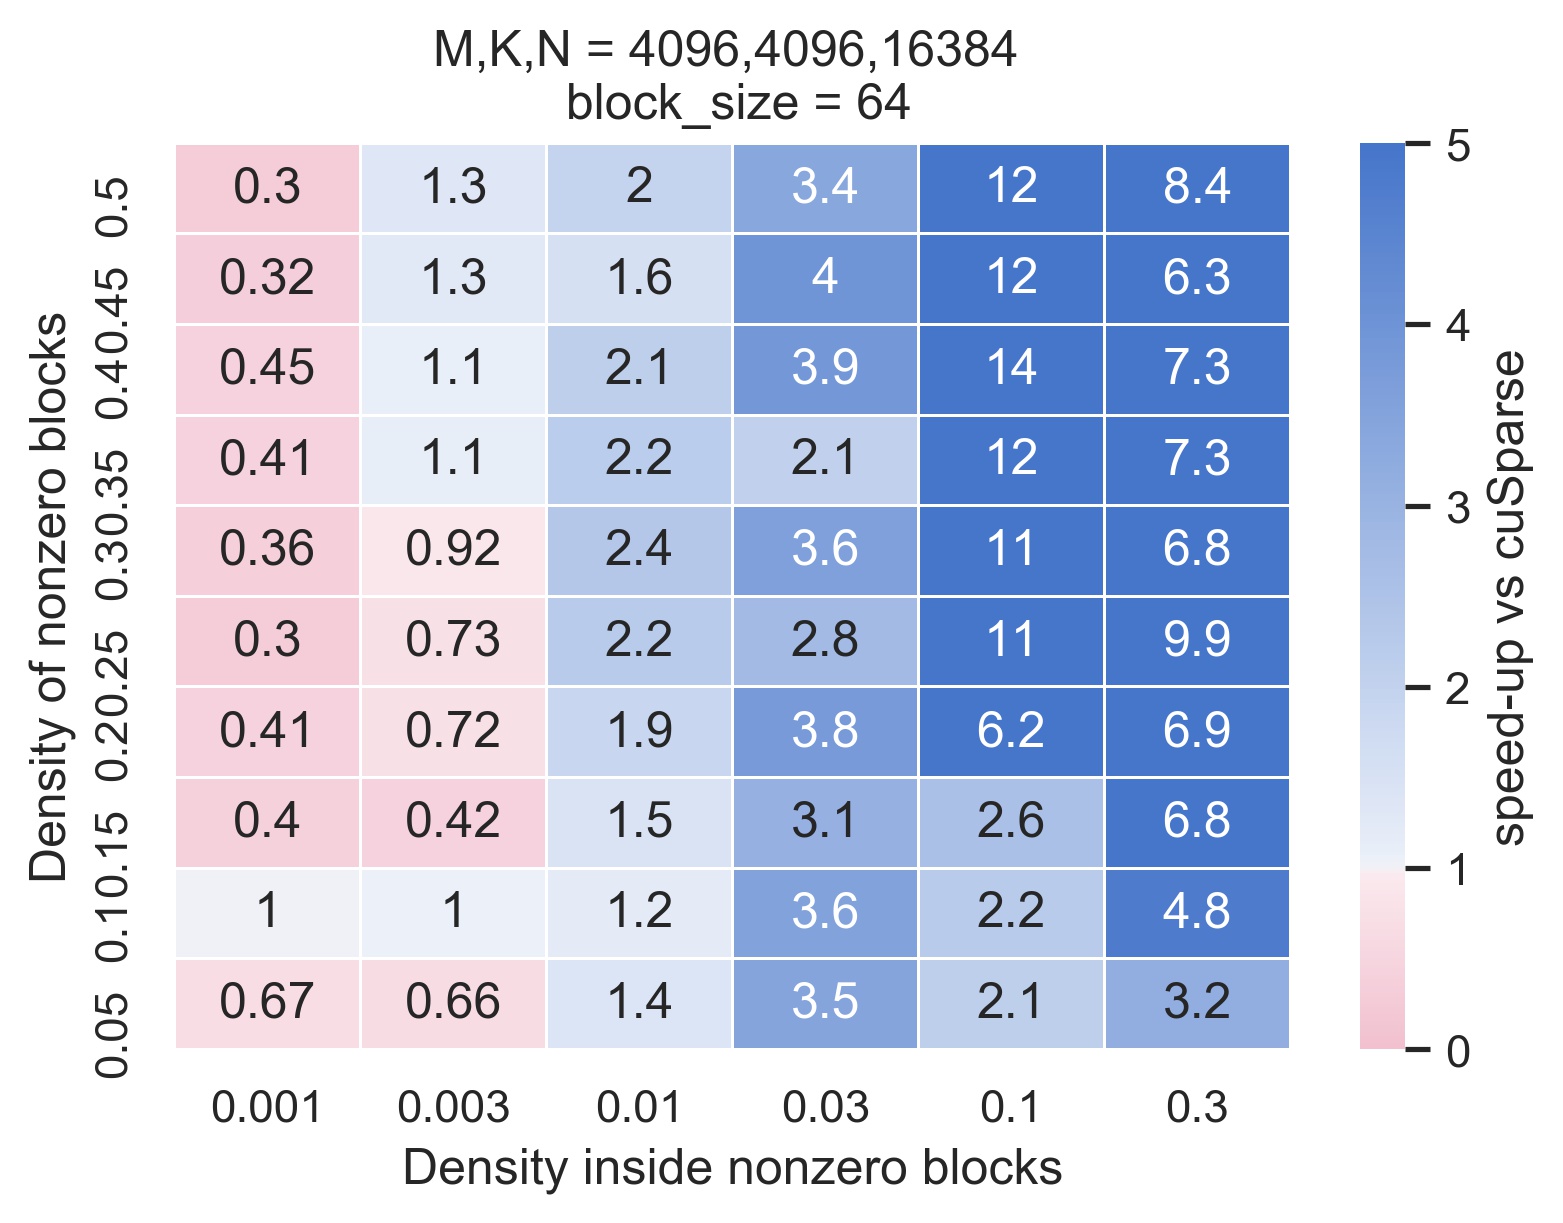 M,K,N = 4096,4096,16384
block_size = 64
Density of nonzero blocks
0.5 0.3 1.3 2 3.4 12 8.4
0.45 0.32 1.3 1.6 4 12 6.3
0.4 0.45 1.1 2.1 3.9 14 7.3
0.35 0.41 1.1 2.2 2.1 12 7.3
0.3 0.36 0.92 2.4 3.6 11 6.8
0.25 0.3 0.73 2.2 2.8 11 9.9
0.2 0.41 0.72 1.9 3.8 6.2 6.9
0.15 0.4 0.42 1.5 3.1 2.6 6.8
0.1 1 1 1.2 3.6 2.2 4.8
0.05 0.67 0.66 1.4 3.5 2.1 3.2
0.001 0.003 0.01 0.03 0.1 0.3
Density inside nonzero blocks
5
4
3
2
1
0
speed-up vs cuSparse